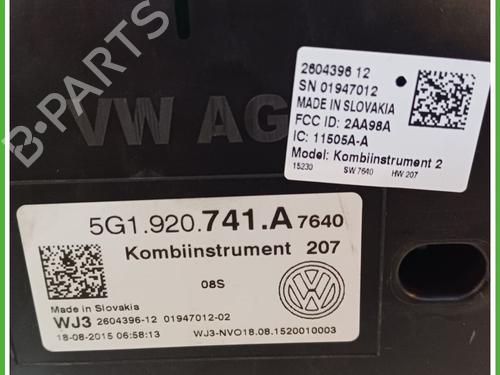 VW AG
2604396 12
SN 01947012
MADE IN SLOVAKIA
FCC ID: 2AA98A
IC: 11505A-A
Model: Kombiinstrument 2
15230 SW 7640 HW 207
5G1.920.741.A 7640
Kombiinstrument 207
08S
Made in Slovakia
WJ3 2604396-12 01947012-02
18-08-2015 06:58:13 WJ3-NVO18.08.1520010003